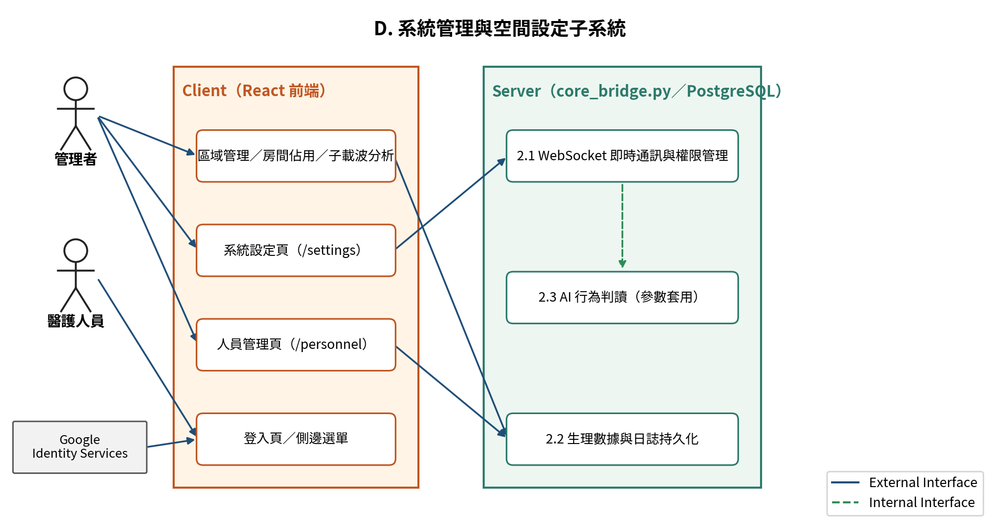 D. 系統管理與空間設定子系統
Client（React 前端）
Server（core_bridge.py／PostgreSQL）
管理者
區域管理／房間佔用／子載波分析
2.1 WebSocket 即時通訊與權限管理
系統設定頁（/settings）
2.3 AI 行為判讀（參數套用）
醫護人員
人員管理頁（/personnel）
Google
Identity Services
登入頁／側邊選單
2.2 生理數據與日誌持久化
External Interface
Internal Interface